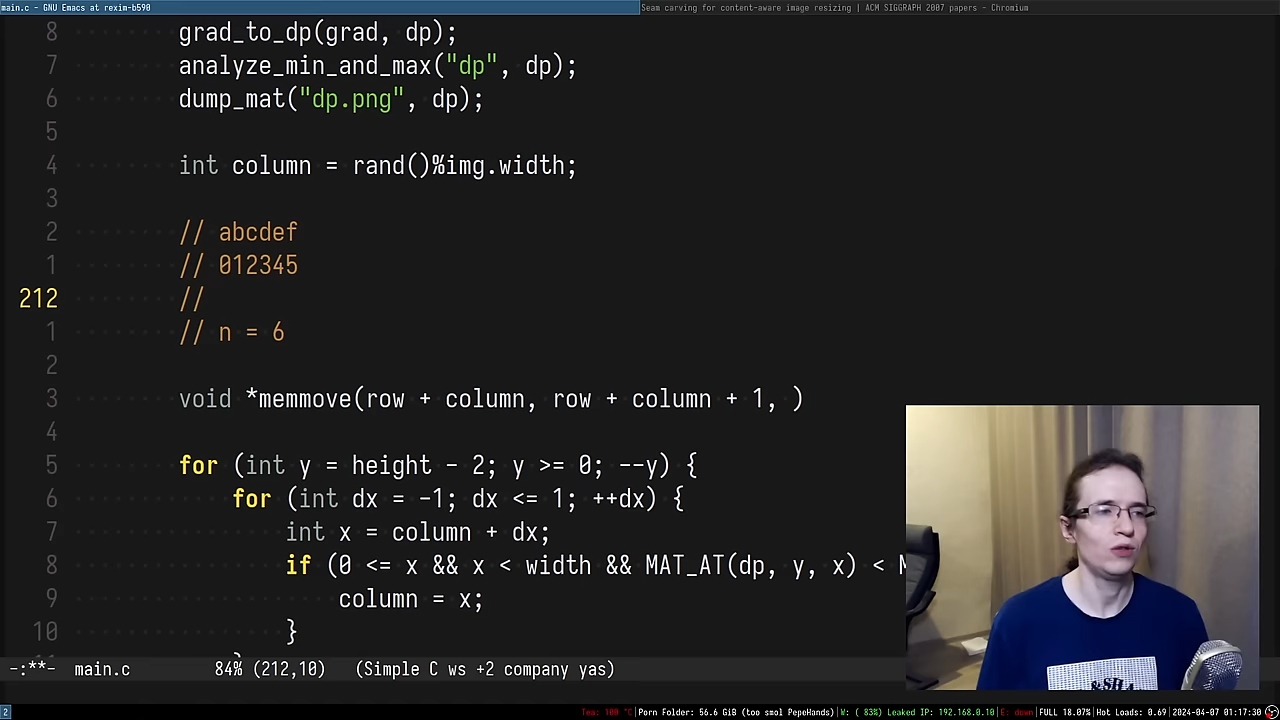 main.c - GNU Emacs at rexim-b590
Seam carving for content-aware image resizing | ACM SIGGRAPH 2007 papers - Chromium
8 grad_to_dp(grad, dp);
7 analyze_min_and_max("dp", dp);
6 dump_mat("dp.png", dp);
5
4 int column = rand()%img.width;
3
2 // abcdef
1 // 012345
212 //
1 // n = 6
2
3 void *memmove(row + column, row + column + 1, )
4
5 for (int y = height - 2; y >= 0; --y) {
6 for (int dx = -1; dx <= 1; ++dx) {
7 int x = column + dx;
8 if (0 <= x && x < width && MAT_AT(dp, y, x) <
9 column = x;
10 }
-:**- main.c 84% (212,10) (Simple C ws +2 company yas)
2 Tea: 100 °C|Porn Folder: 56.6 GiB (too smol PepeHands)|W: ( 83%) Leaked IP: 192.168.0.10|E: down|FULL 18.07%|Hot Loads: 0.69|2024-04-07 01:17:30